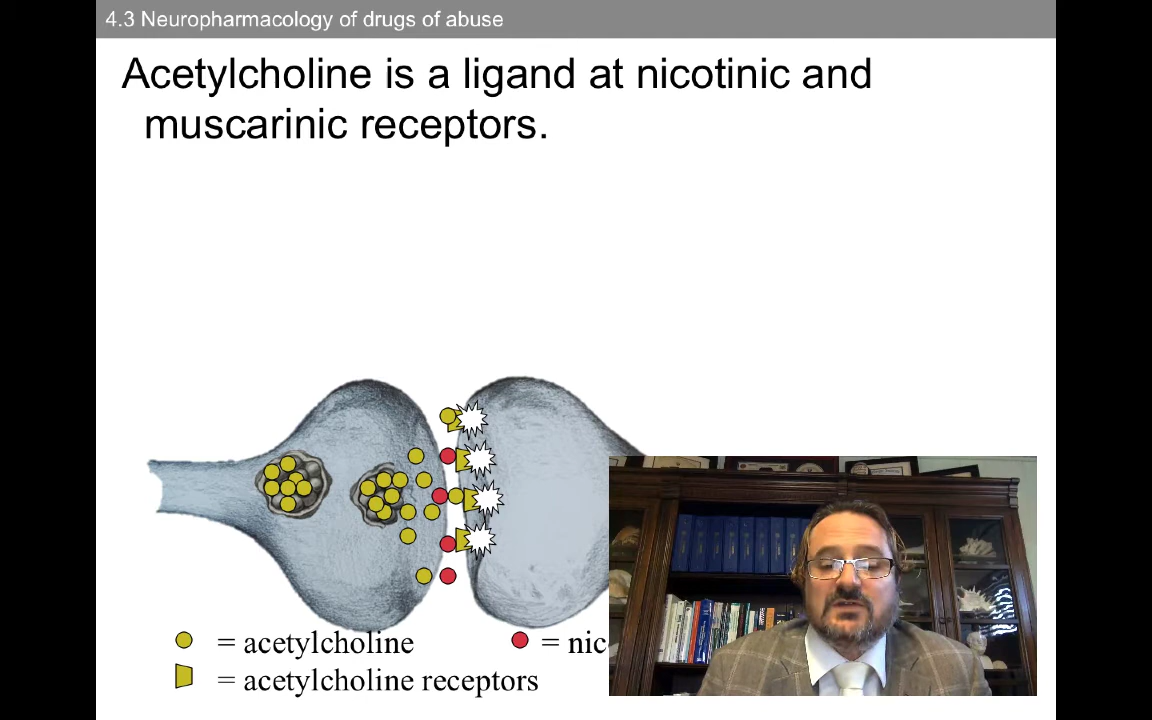 4.3 Neuropharmacology of drugs of abuse
Acetylcholine is a ligand at nicotinic and
muscarinic receptors.
= acetylcholine
= nic
= acetylcholine receptors